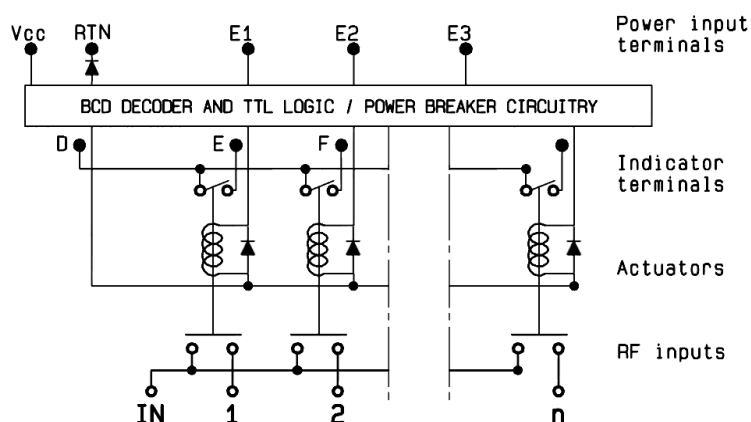 Vcc RTN E1 E2 E3 Power input
terminals
BCD DECODER AND TTL LOGIC / POWER BREAKER CIRCUITRY
D E F Indicator
terminals
Actuators
RF inputs
IN 1 2 n